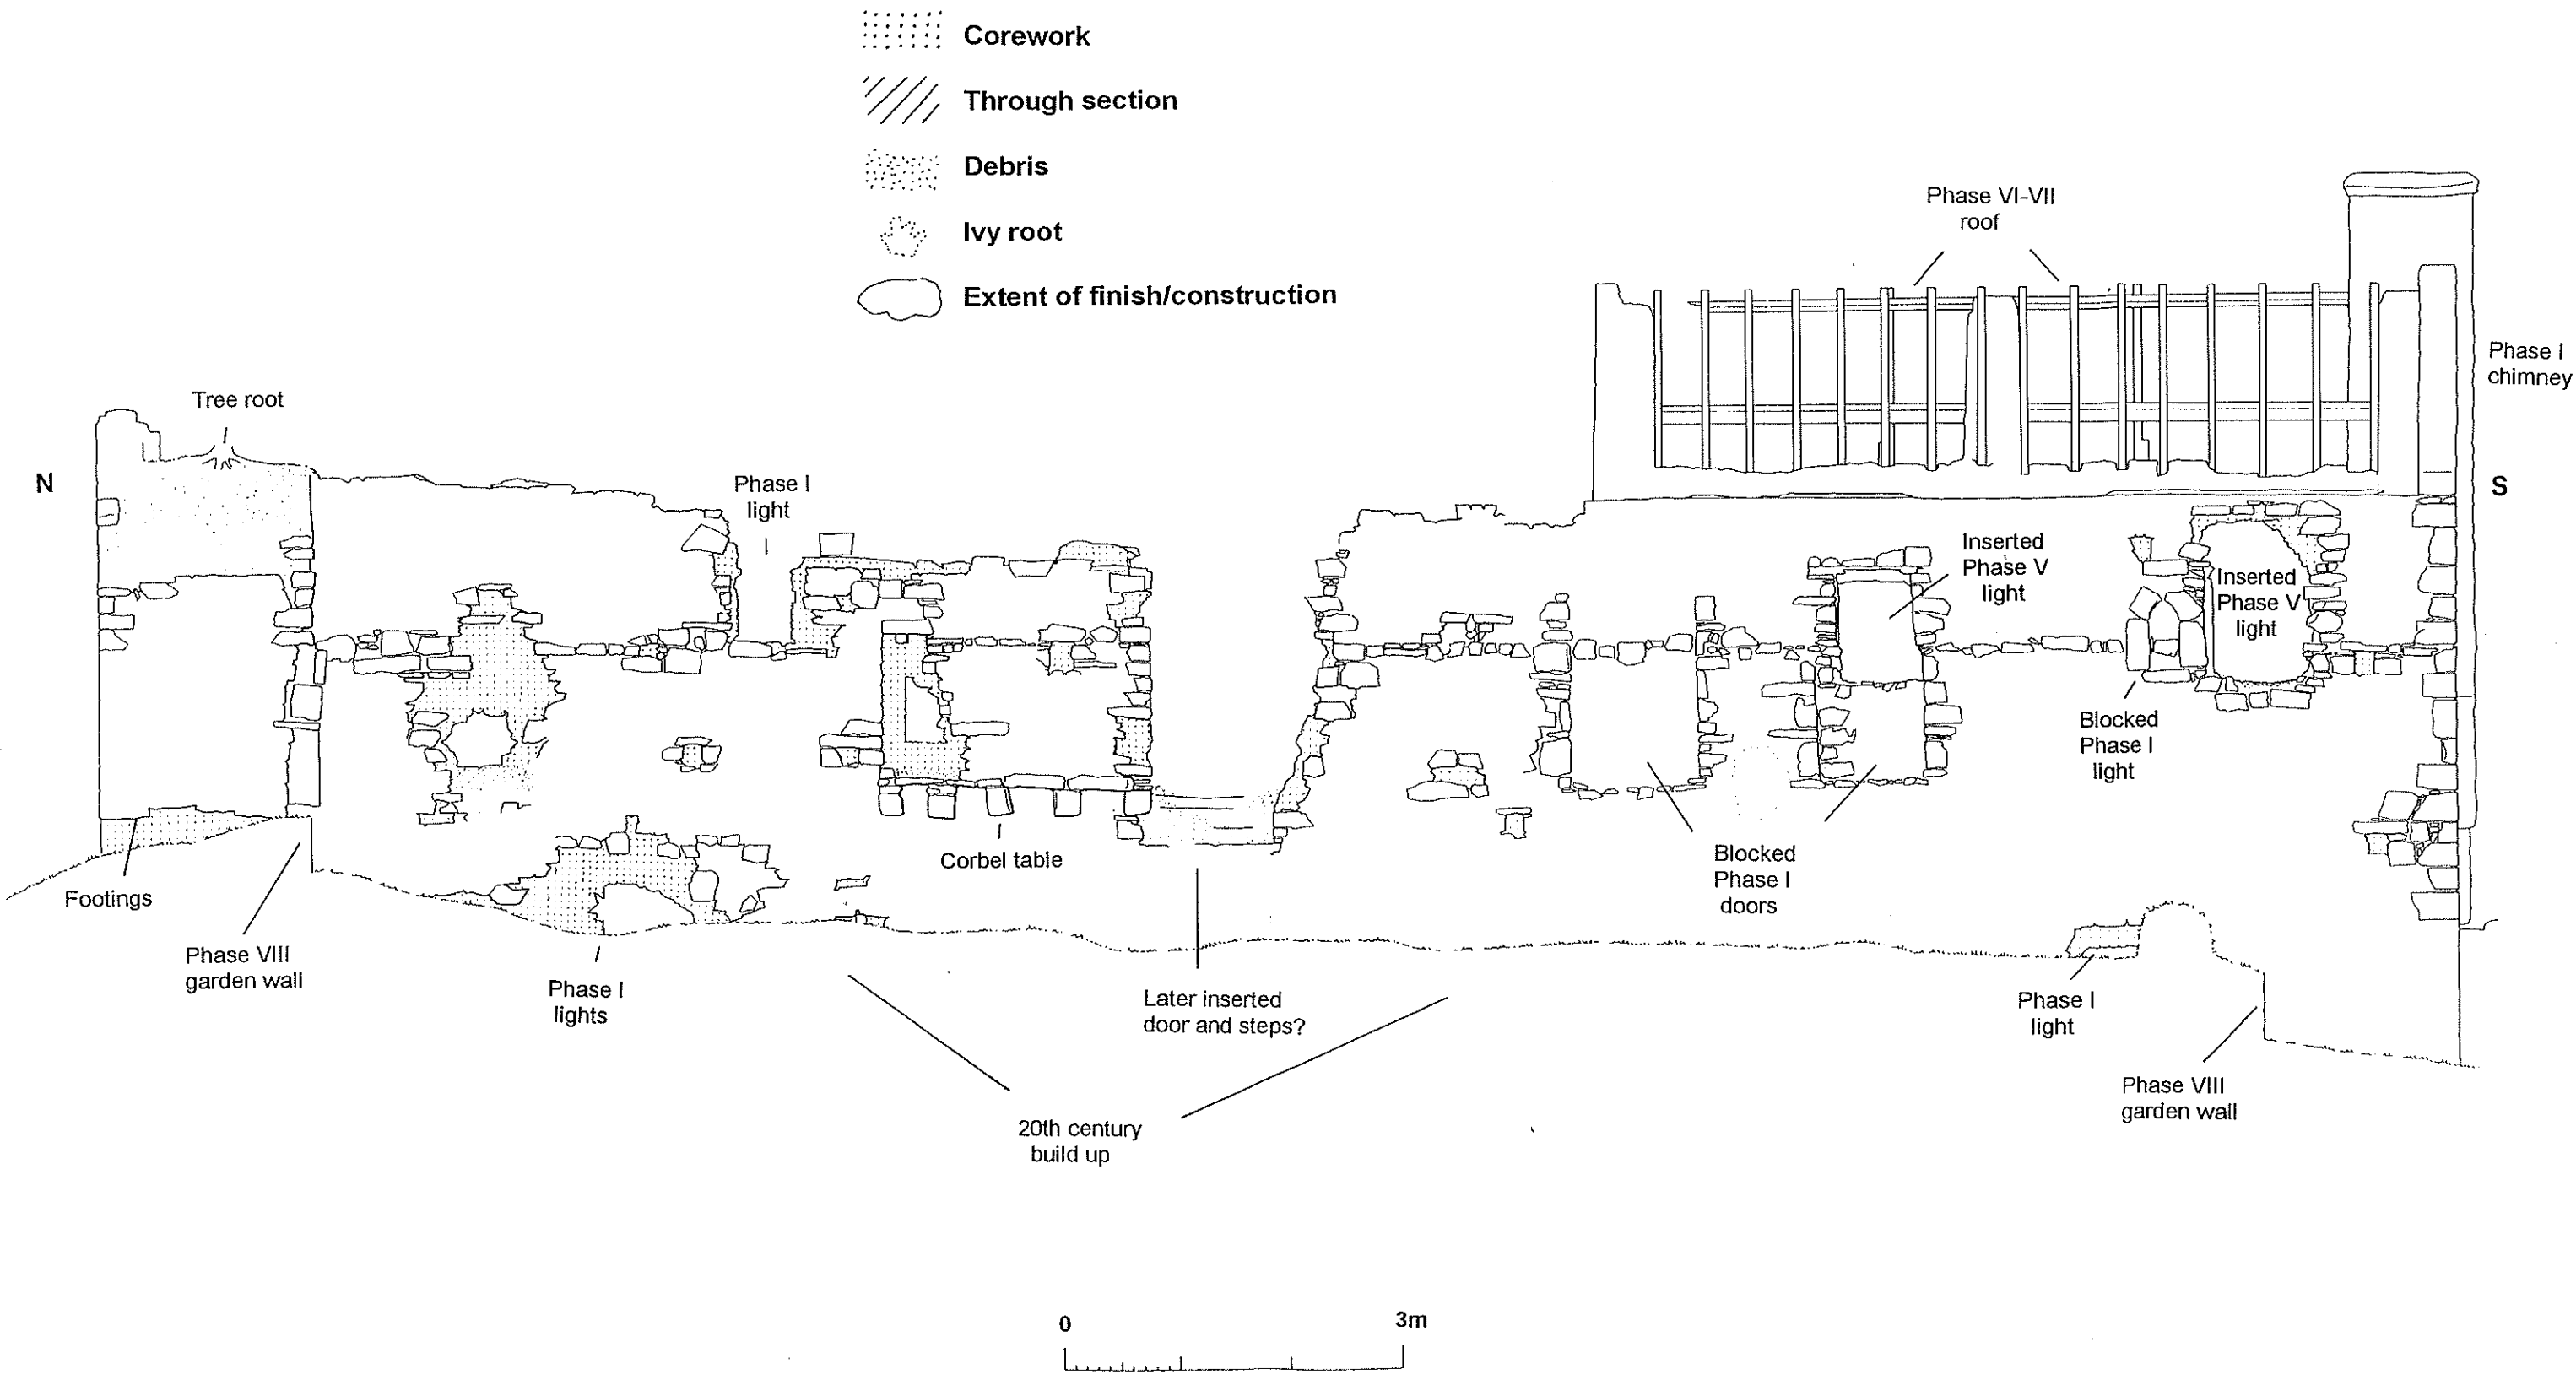 Corework
Through section
Debris
Ivy root
Extent of finish/construction
Phase VI-VII
roof
Phase I
chimney
Tree root
N
Phase I
light
S
Inserted
Phase V
light
Inserted
Phase V
light
Blocked
Phase I
light
Corbel table
Blocked
Phase I
doors
Footings
Phase VIII
garden wall
Phase I
lights
Later inserted
door and steps?
Phase I
light
Phase VIII
garden wall
20th century
build up
0
3m